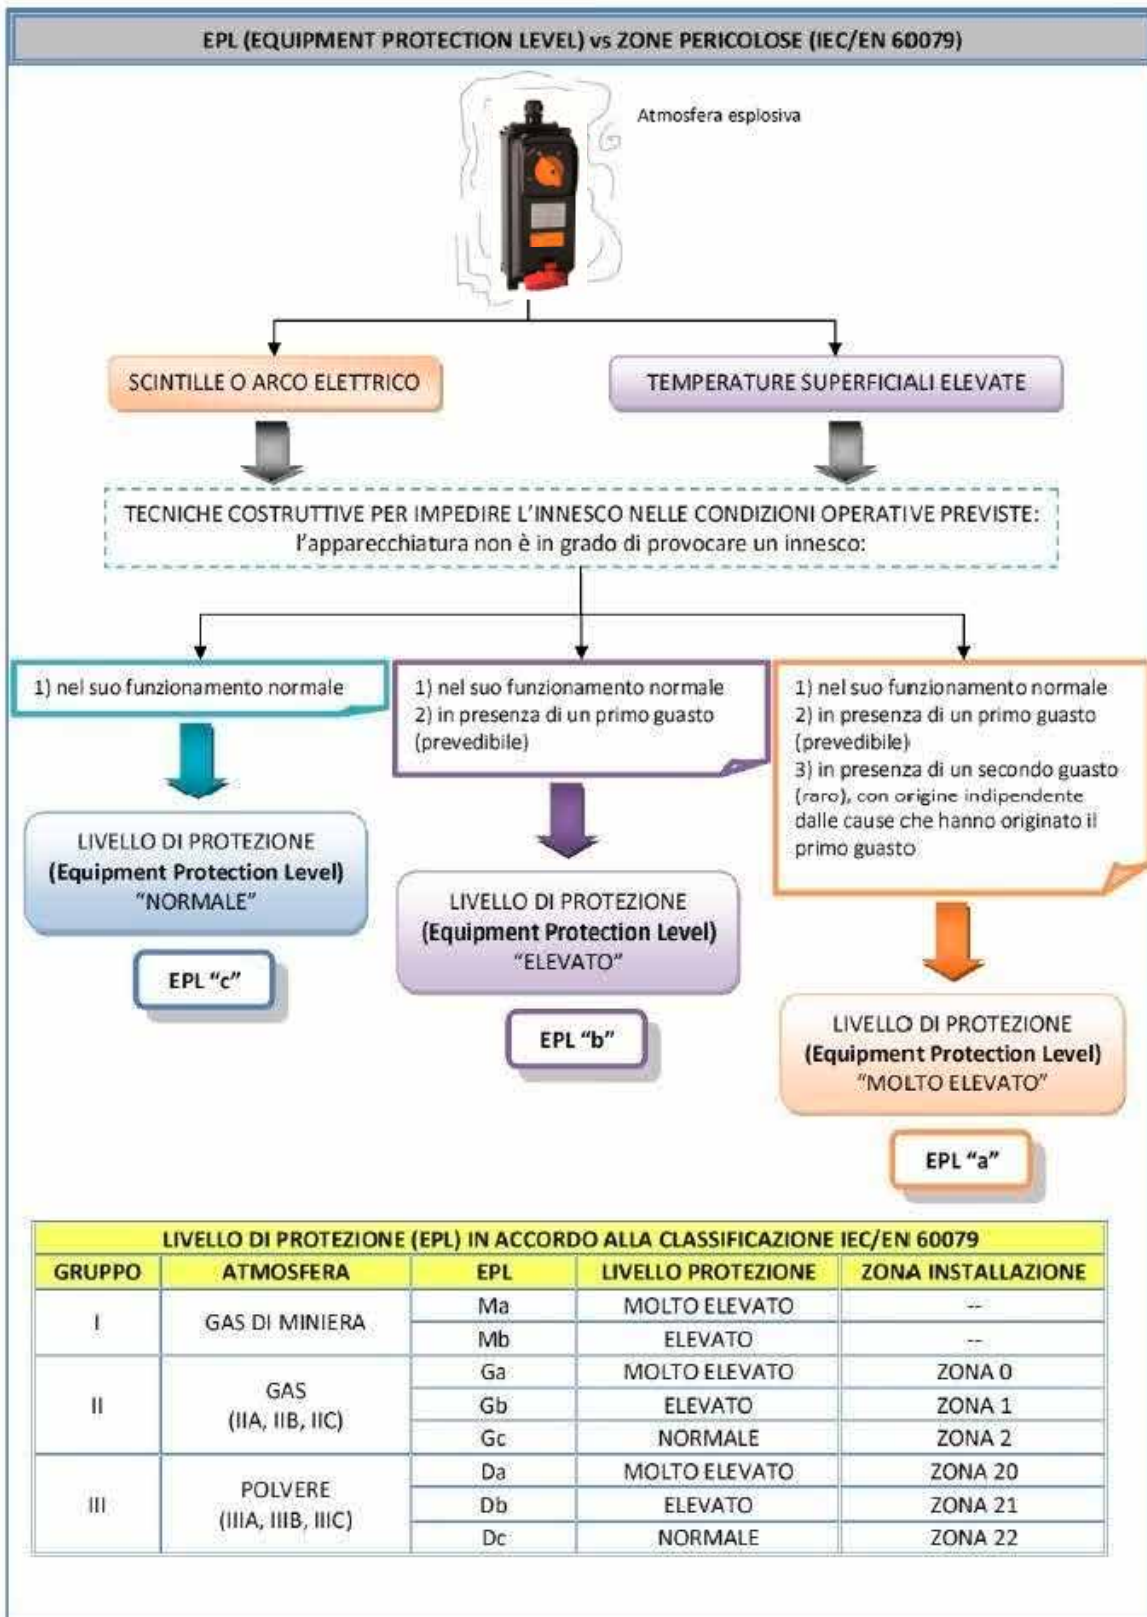 EPL (EQUIPMENT PROTECTION LEVEL) vs ZONE PERICOLOSE (IEC/EN 60079)
Atmosfera esplosiva
SCINTILLE O ARCO ELETTRICO
TEMPERATURE SUPERFICIALI ELEVATE
TECNICHE COSTRUTTIVE PER IMPEDIRE L'INNESCO NELLE CONDIZIONI OPERATIVE PREVISTE:
l'apparecchiatura non è in grado di provocare un innesco:
1) nel suo funzionamento normale
LIVELLO DI PROTEZIONE
(Equipment Protection Level)
"NORMALE"
EPL "c"
1) nel suo funzionamento normale
2) in presenza di un primo guasto
(prevedibile)
LIVELLO DI PROTEZIONE
(Equipment Protection Level)
"ELEVATO"
EPL "b"
1) nel suo funzionamento normale
2) in presenza di un primo guasto
(prevedibile)
3) in presenza di un secondo guasto
(raro), con origine indipendente
dalle cause che hanno originato il
primo guasto
LIVELLO DI PROTEZIONE
(Equipment Protection Level)
"MOLTO ELEVATO"
EPL "a"
LIVELLO DI PROTEZIONE (EPL) IN ACCORDO ALLA CLASSIFICAZIONE IEC/EN 60079
GRUPPO ATMOSFERA EPL LIVELLO PROTEZIONE ZONA INSTALLAZIONE
I GAS DI MINIERA Ma MOLTO ELEVATO --
Mb ELEVATO --
II GAS (IIA, IIB, IIC) Ga MOLTO ELEVATO ZONA 0
Gb ELEVATO ZONA 1
Gc NORMALE ZONA 2
III POLVERE (IIIA, IIIB, IIIC) Da MOLTO ELEVATO ZONA 20
Db ELEVATO ZONA 21
Dc NORMALE ZONA 22